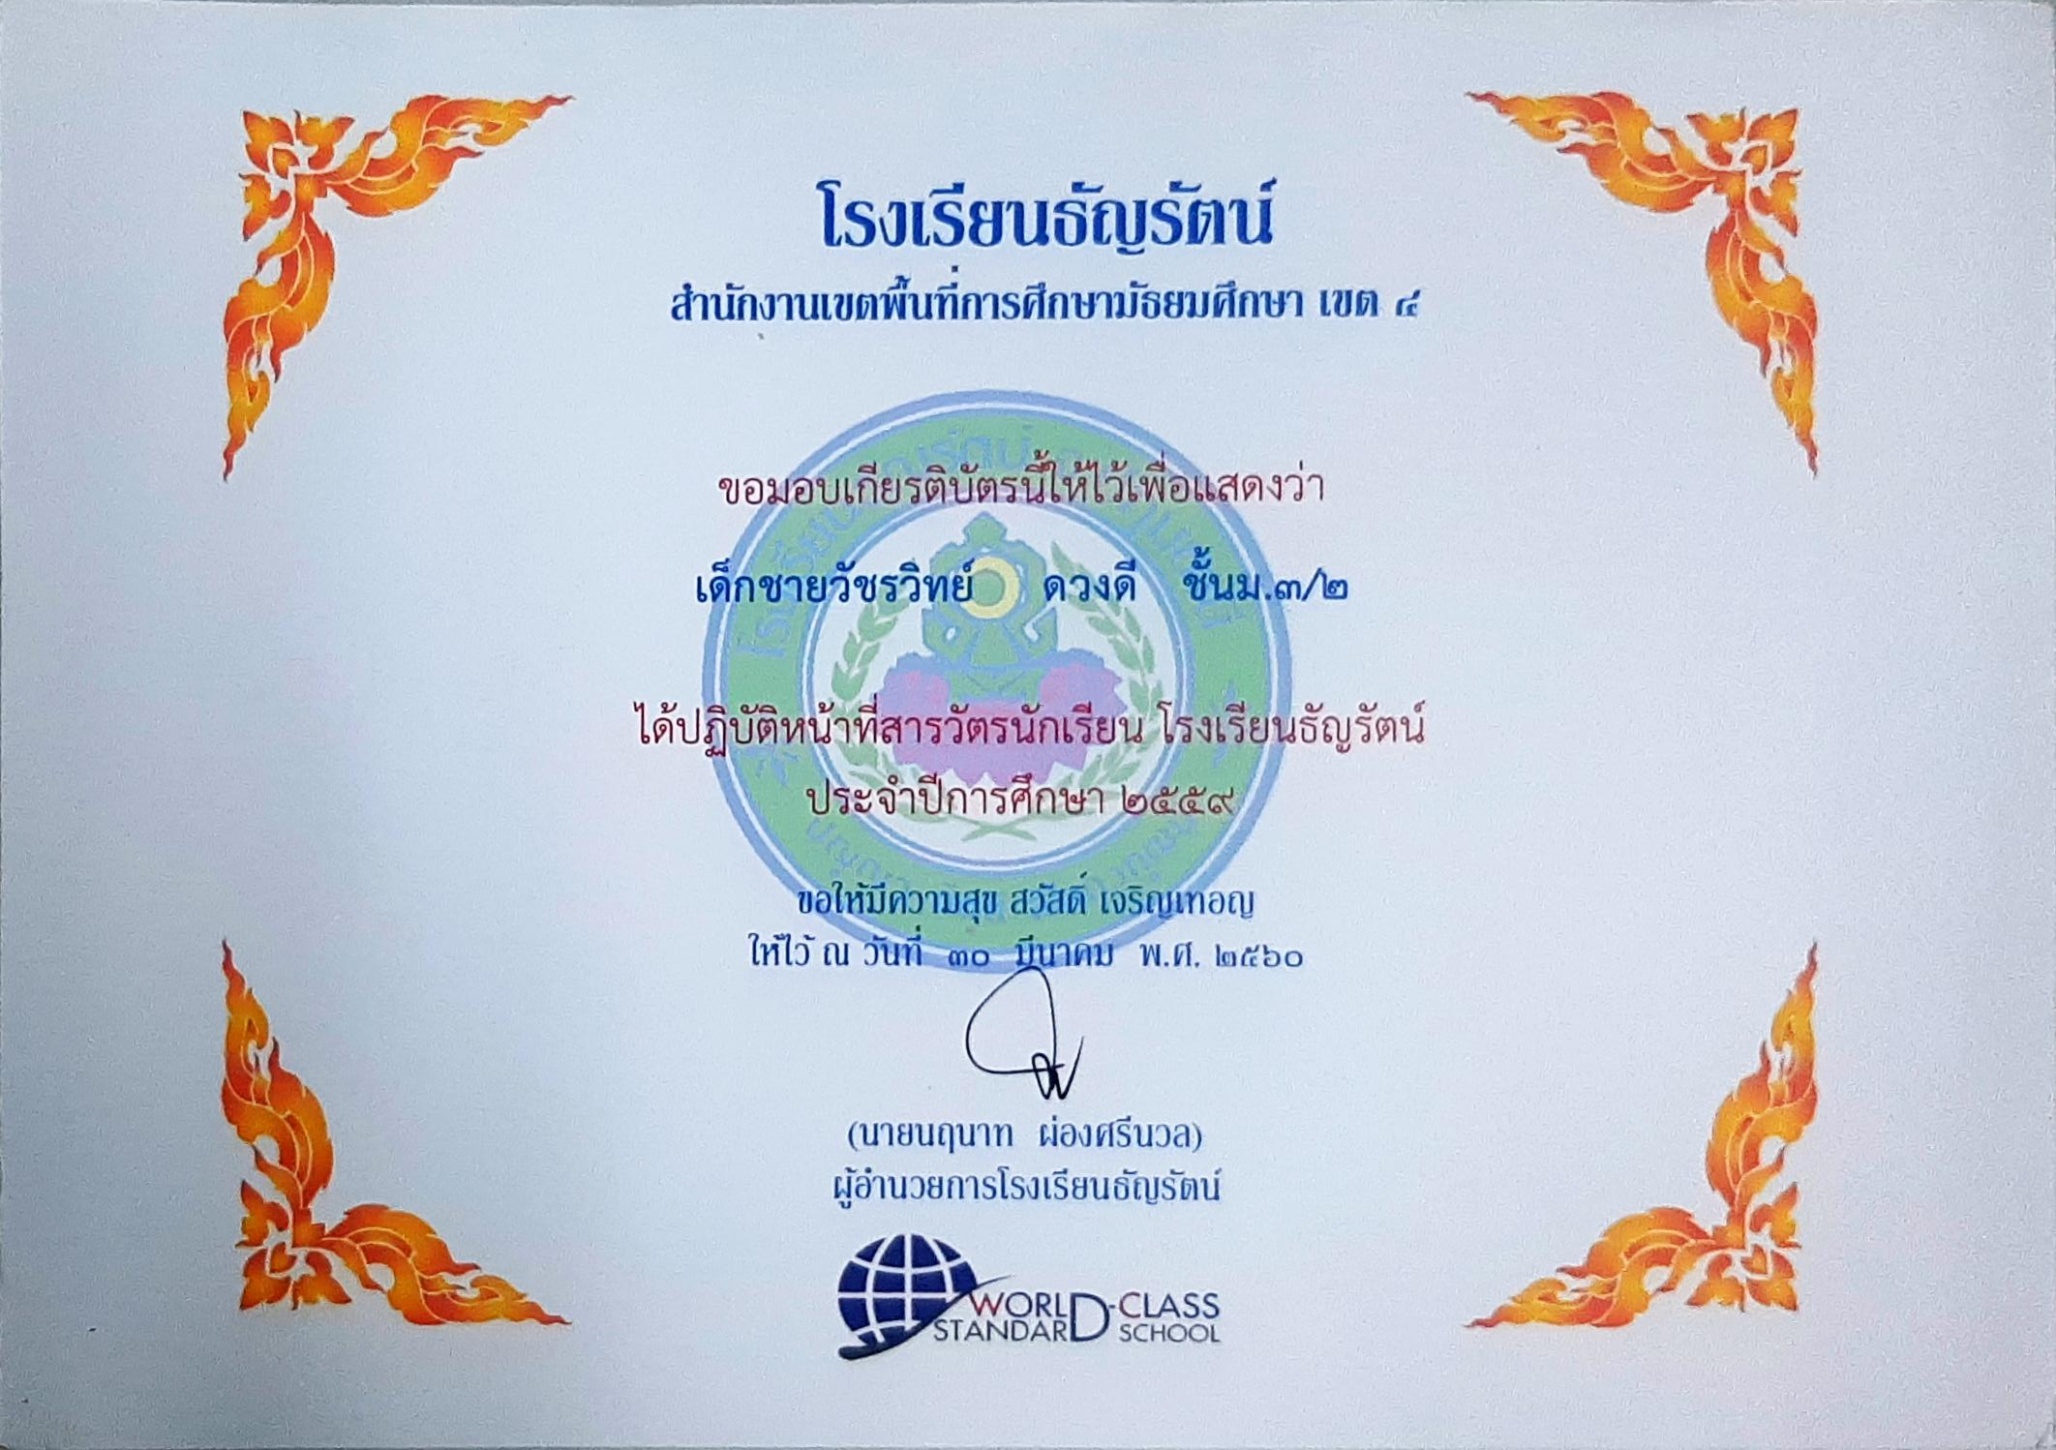 โรงเรียนธัญรัตน์
สำนักงานเขตพื้นที่การศึกษามัธยมศึกษา เขต ๔
ขอมอบเกียรติบัตรนี้ให้ไว้เพื่อแสดงว่า
เด็กชายวัชรวิทย์ ดวงดี ชั้นม.๓/๒
ได้ปฏิบัติหน้าที่สารวัตรนักเรียน โรงเรียนธัญรัตน์
ประจำปีการศึกษา ๒๕๕๙
ขอให้มีความสุข สวัสดิ์ เจริญเทอญ
ให้ไว้ ณ วันที่ ๓๐ มีนาคม พ.ศ. ๒๕๖๐
(นายนฤนาท ผ่องศรีนวล)
ผู้อำนวยการโรงเรียนธัญรัตน์
WORLD-CLASS
STANDARD SCHOOL